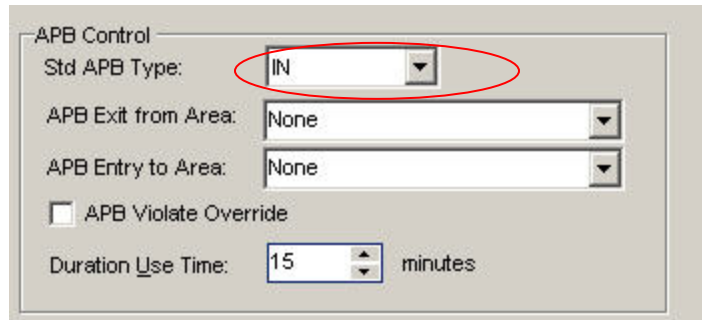 APB Control
Std APB Type: IN
APB Exit from Area: None
APB Entry to Area: None
APB Violate Override
Duration Use Time: 15 minutes